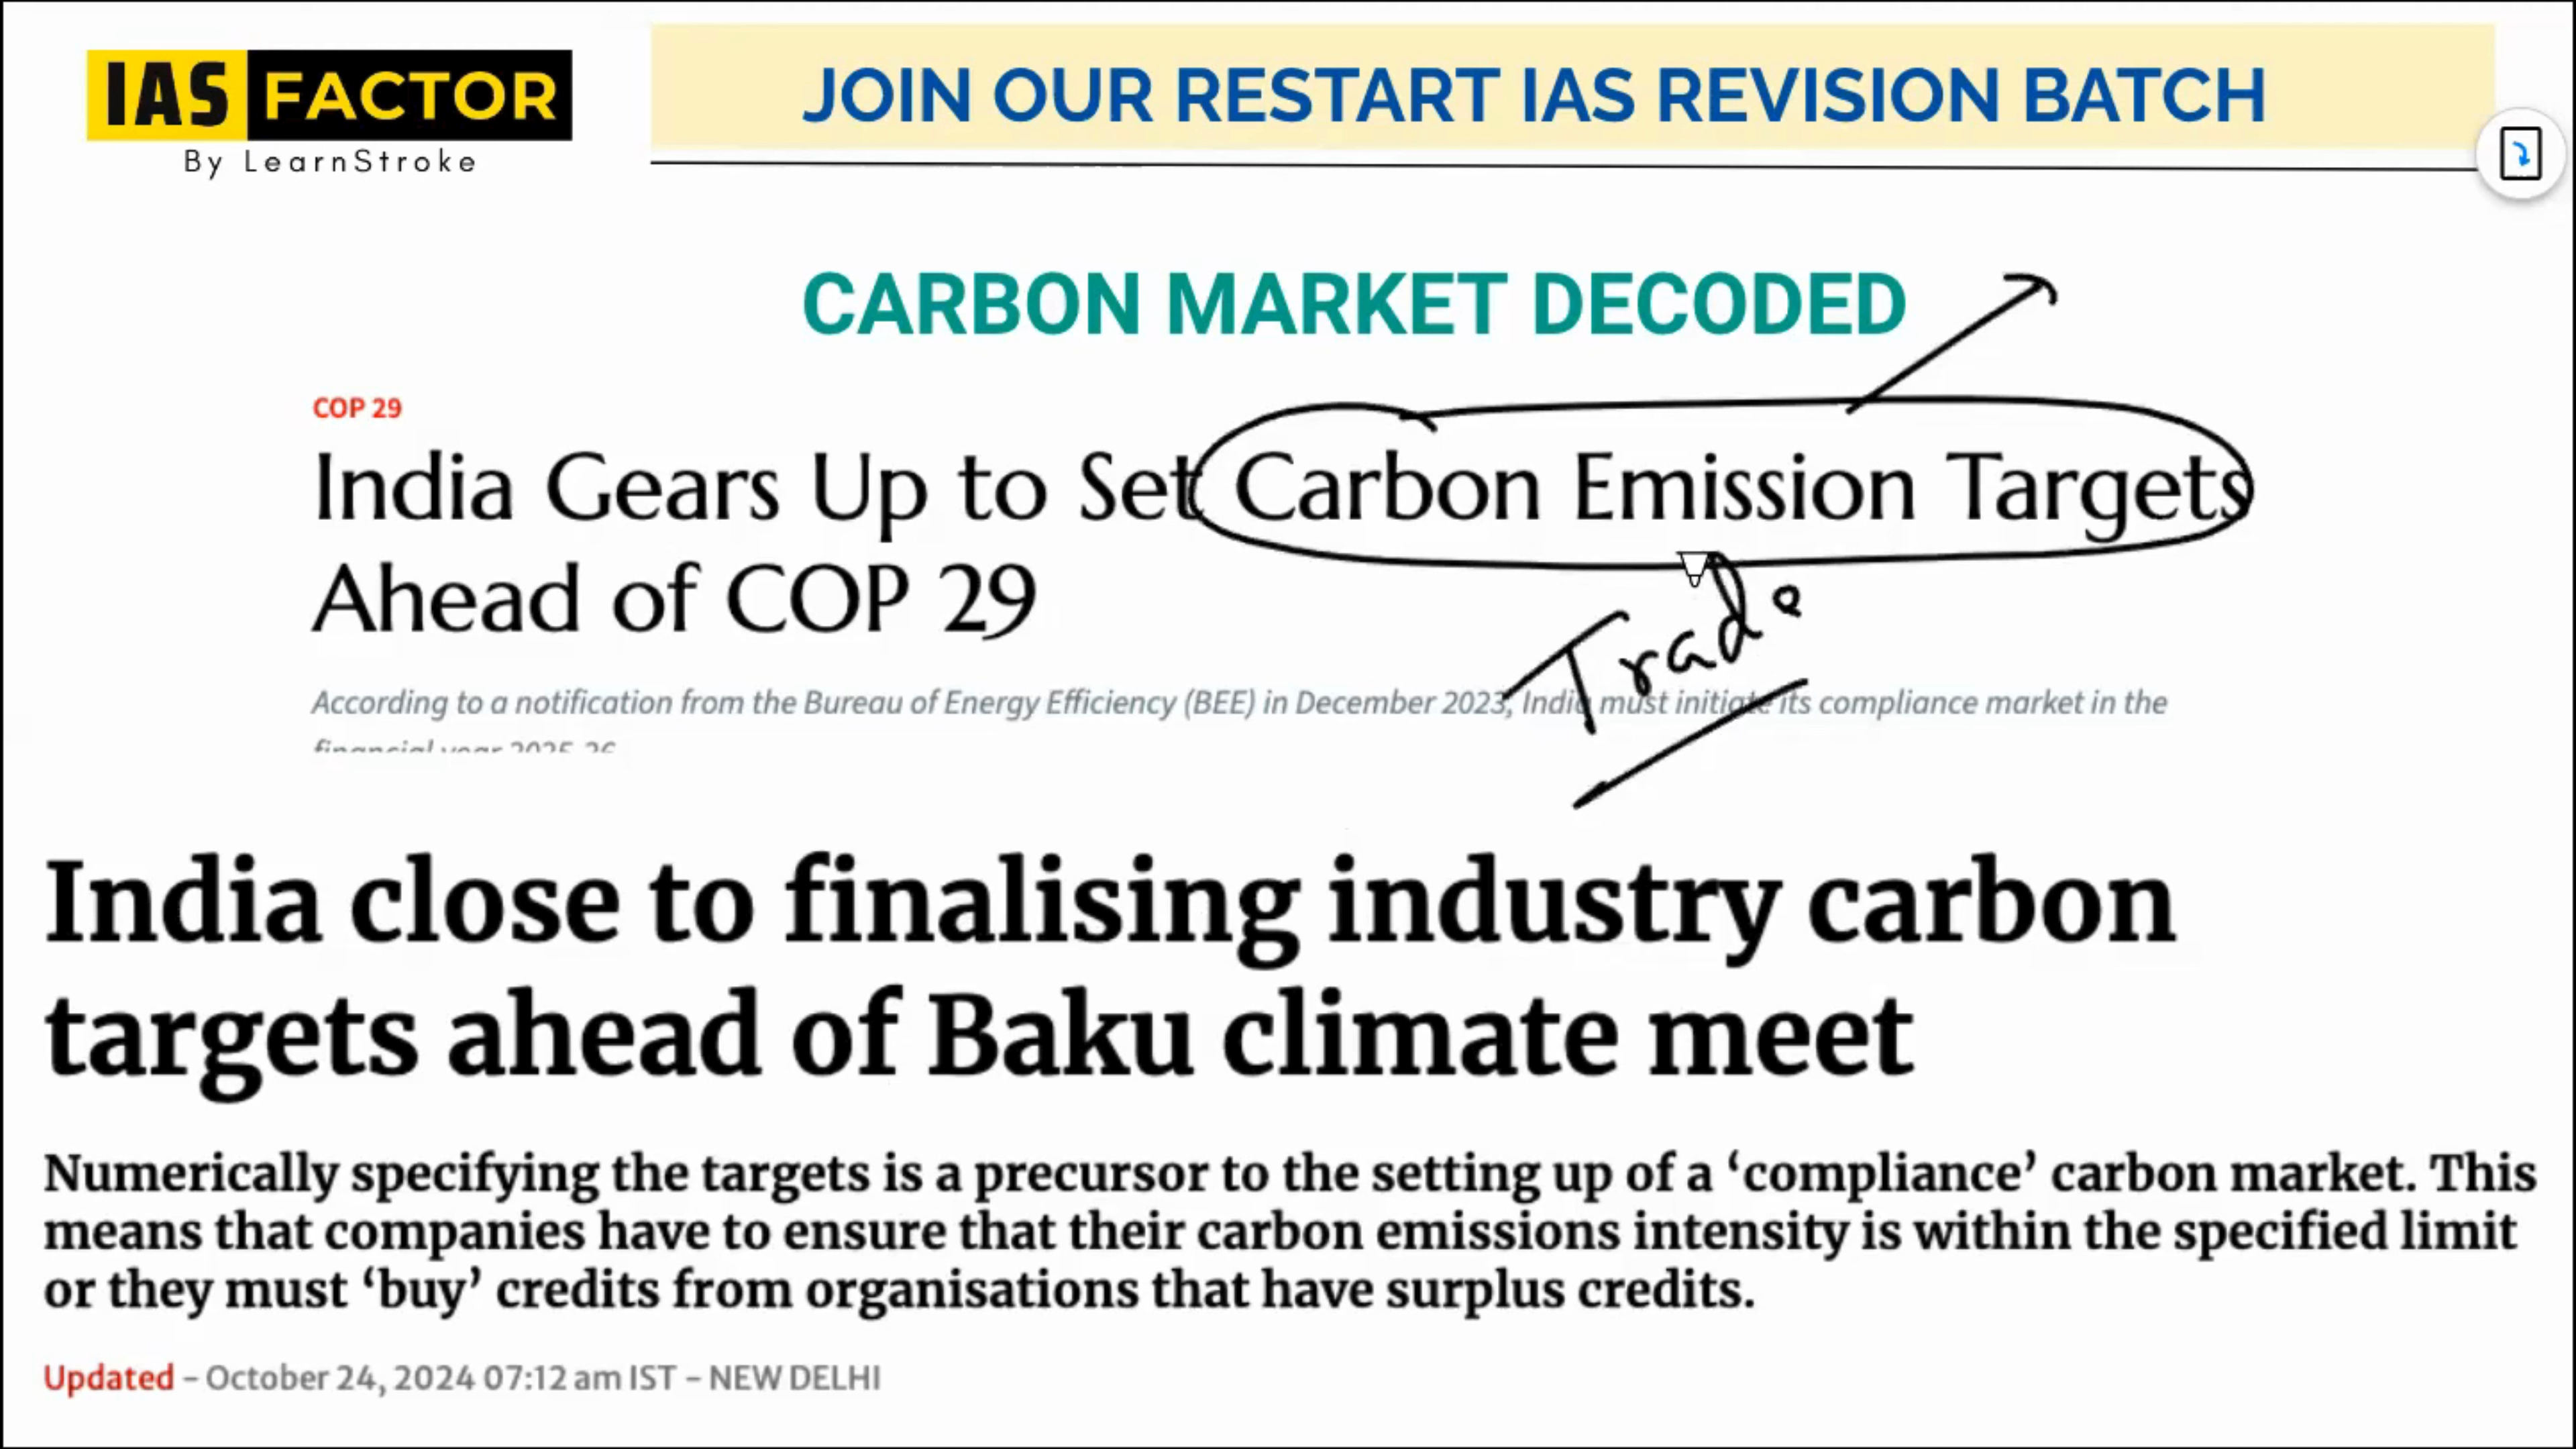 IAS FACTOR
By LearnStroke
JOIN OUR RESTART IAS REVISION BATCH
CARBON MARKET DECODED
COP 29
India Gears Up to Set Carbon Emission Targets
Ahead of COP 29
Trade
According to a notification from the Bureau of Energy Efficiency (BEE) in December 2023, India must initiate its compliance market in the
financial year 2025-26
India close to finalising industry carbon
targets ahead of Baku climate meet
Numerically specifying the targets is a precursor to the setting up of a ‘compliance’ carbon market. This
means that companies have to ensure that their carbon emissions intensity is within the specified limit
or they must ‘buy’ credits from organisations that have surplus credits.
Updated – October 24, 2024 07:12 am IST – NEW DELHI